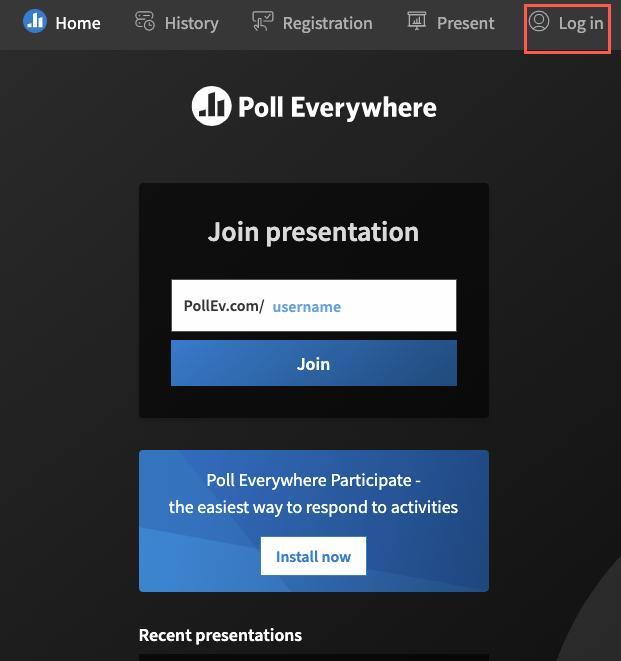 Home History Registration Present Log in
Poll Everywhere
Join presentation
PollEv.com/ username
Join
Poll Everywhere Participate -
the easiest way to respond to activities
Install now
Recent presentations